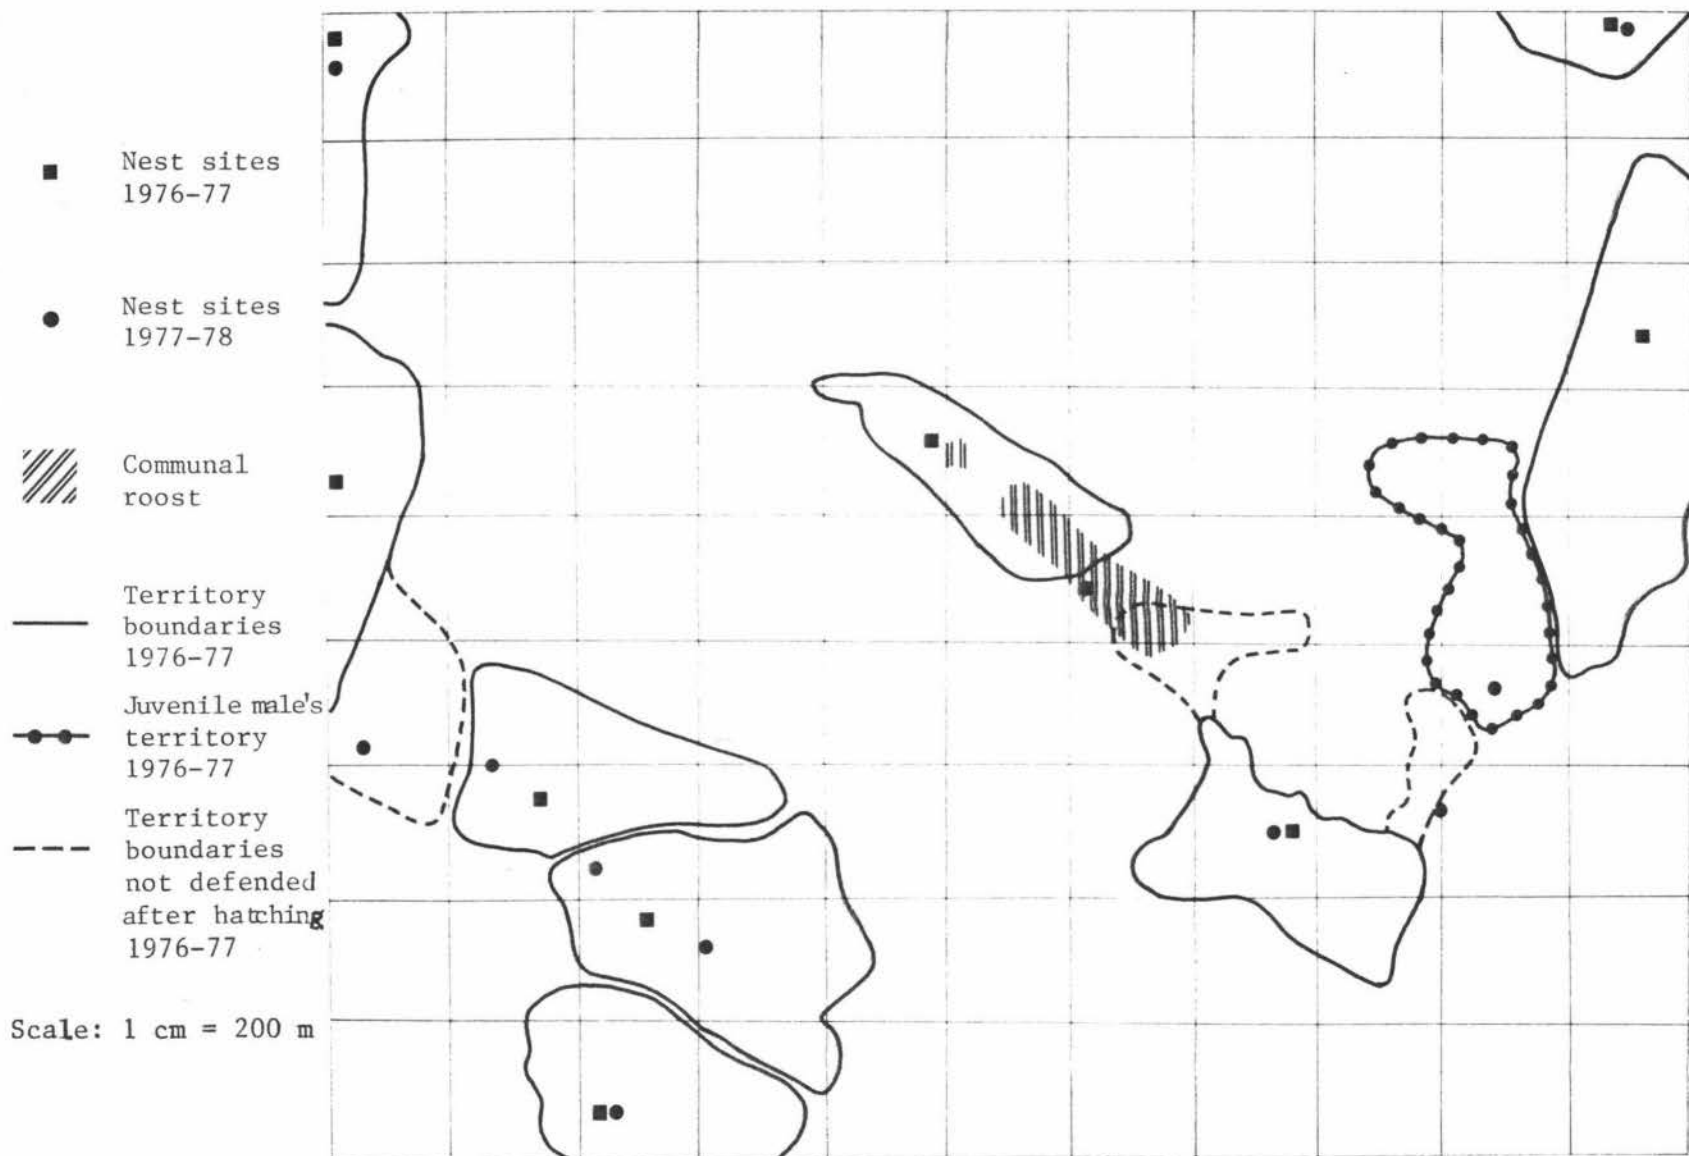 Nest sites
1976-77
Nest sites
1977-78
Communal
roost
Territory
boundaries
1976-77
Juvenile male's
territory
1976-77
Territory
boundaries
not defended
after hatching
1976-77
Scale: 1 cm = 200 m